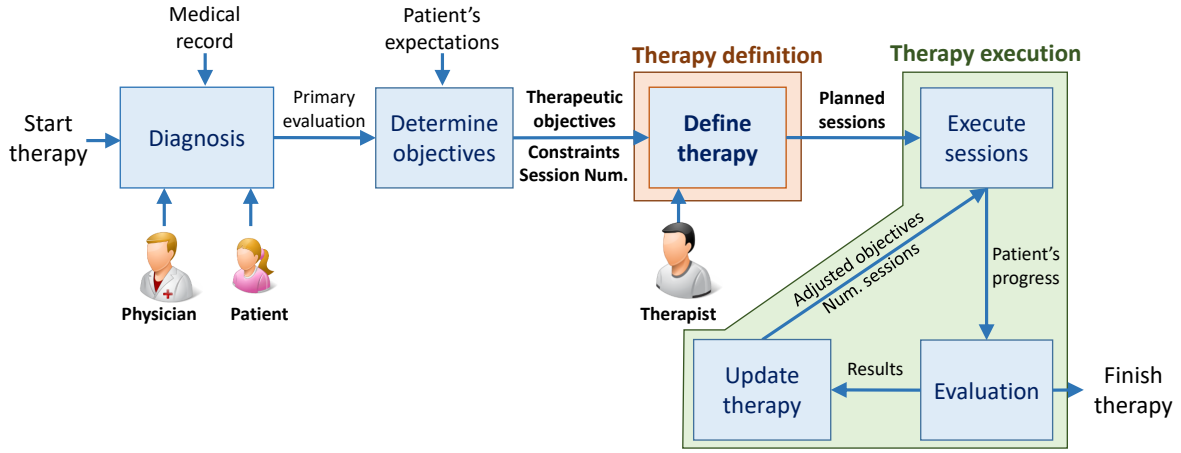 Medical
record
Patient's
expectations
Therapy definition
Therapy execution
Start
therapy
Diagnosis
Primary
evaluation
Determine
objectives
Therapeutic
objectives
Constraints
Session Num.
Define
therapy
Planned
sessions
Execute
sessions
Physician
Patient
Therapist
Adjusted objectives
Num. sessions
Patient's
progress
Update
therapy
Results
Evaluation
Finish
therapy